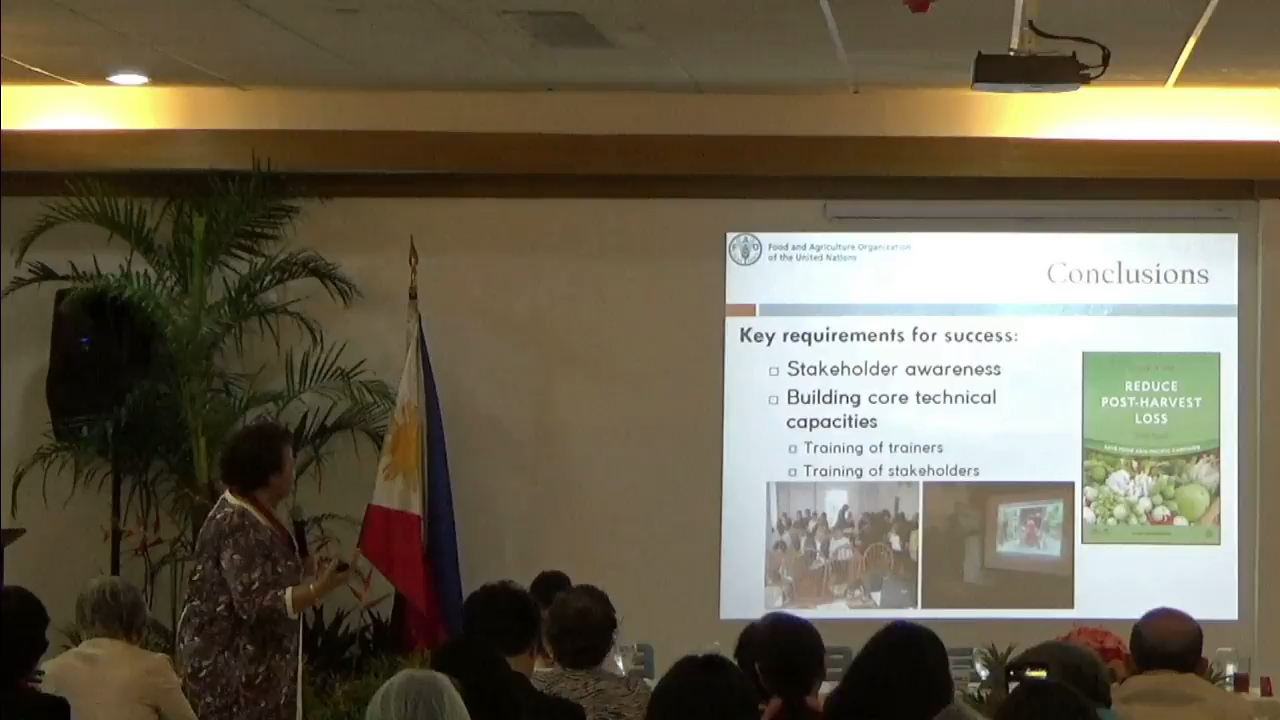 Food and Agriculture Organization
of the United Nations
Conclusions
Key requirements for success:
Stakeholder awareness
Building core technical
capacities
Training of trainers
Training of stakeholders
REDUCE
POST-HARVEST
LOSS